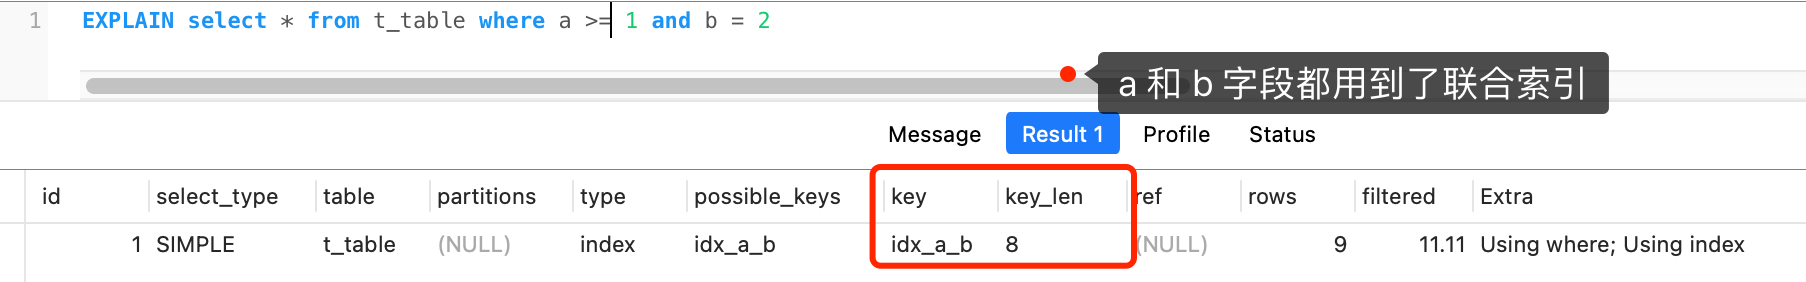 1 EXPLAIN select * from t_table where a >= 1 and b = 2
a 和 b 字段都用到了联合索引
Message Result 1 Profile Status
id select_type table partitions type possible_keys key key_len ref rows filtered Extra
1 SIMPLE t_table (NULL) index idx_a_b idx_a_b 8 (NULL) 9 11.11 Using where; Using index